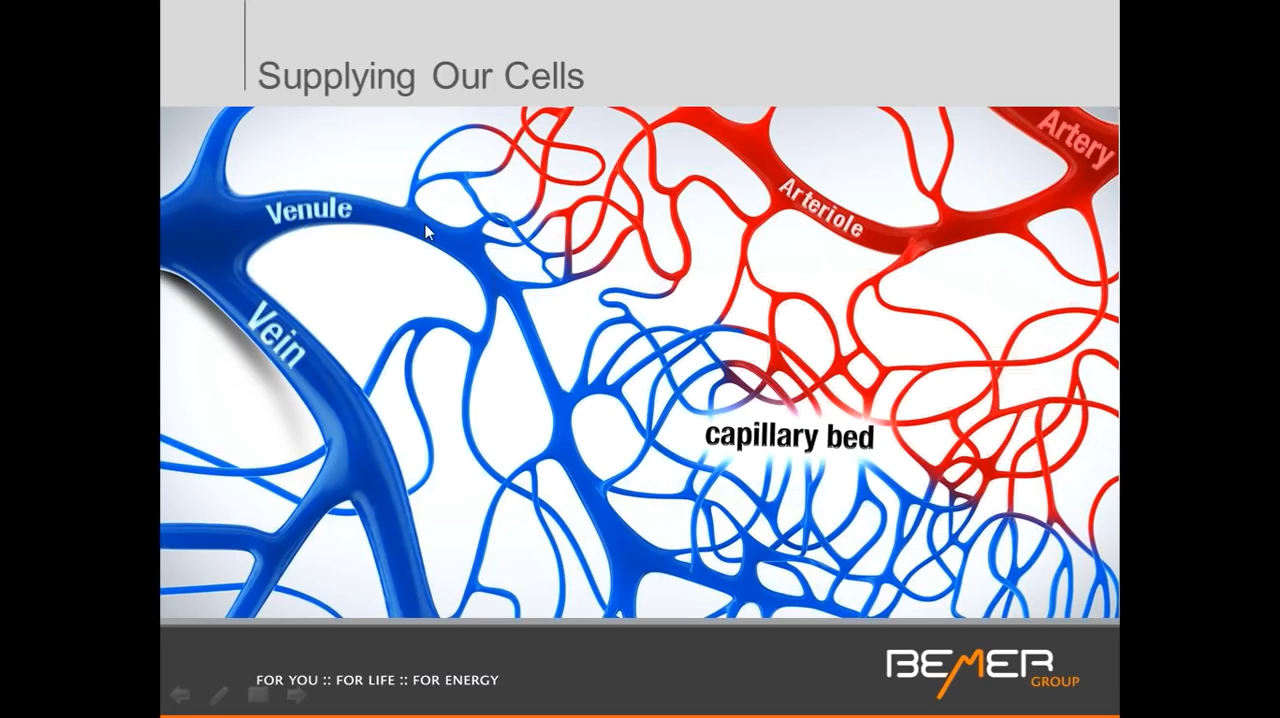 Supplying Our Cells
Artery
Arteriole
Venule
Vein
capillary bed
FOR YOU :: FOR LIFE :: FOR ENERGY
BEMER
GROUP